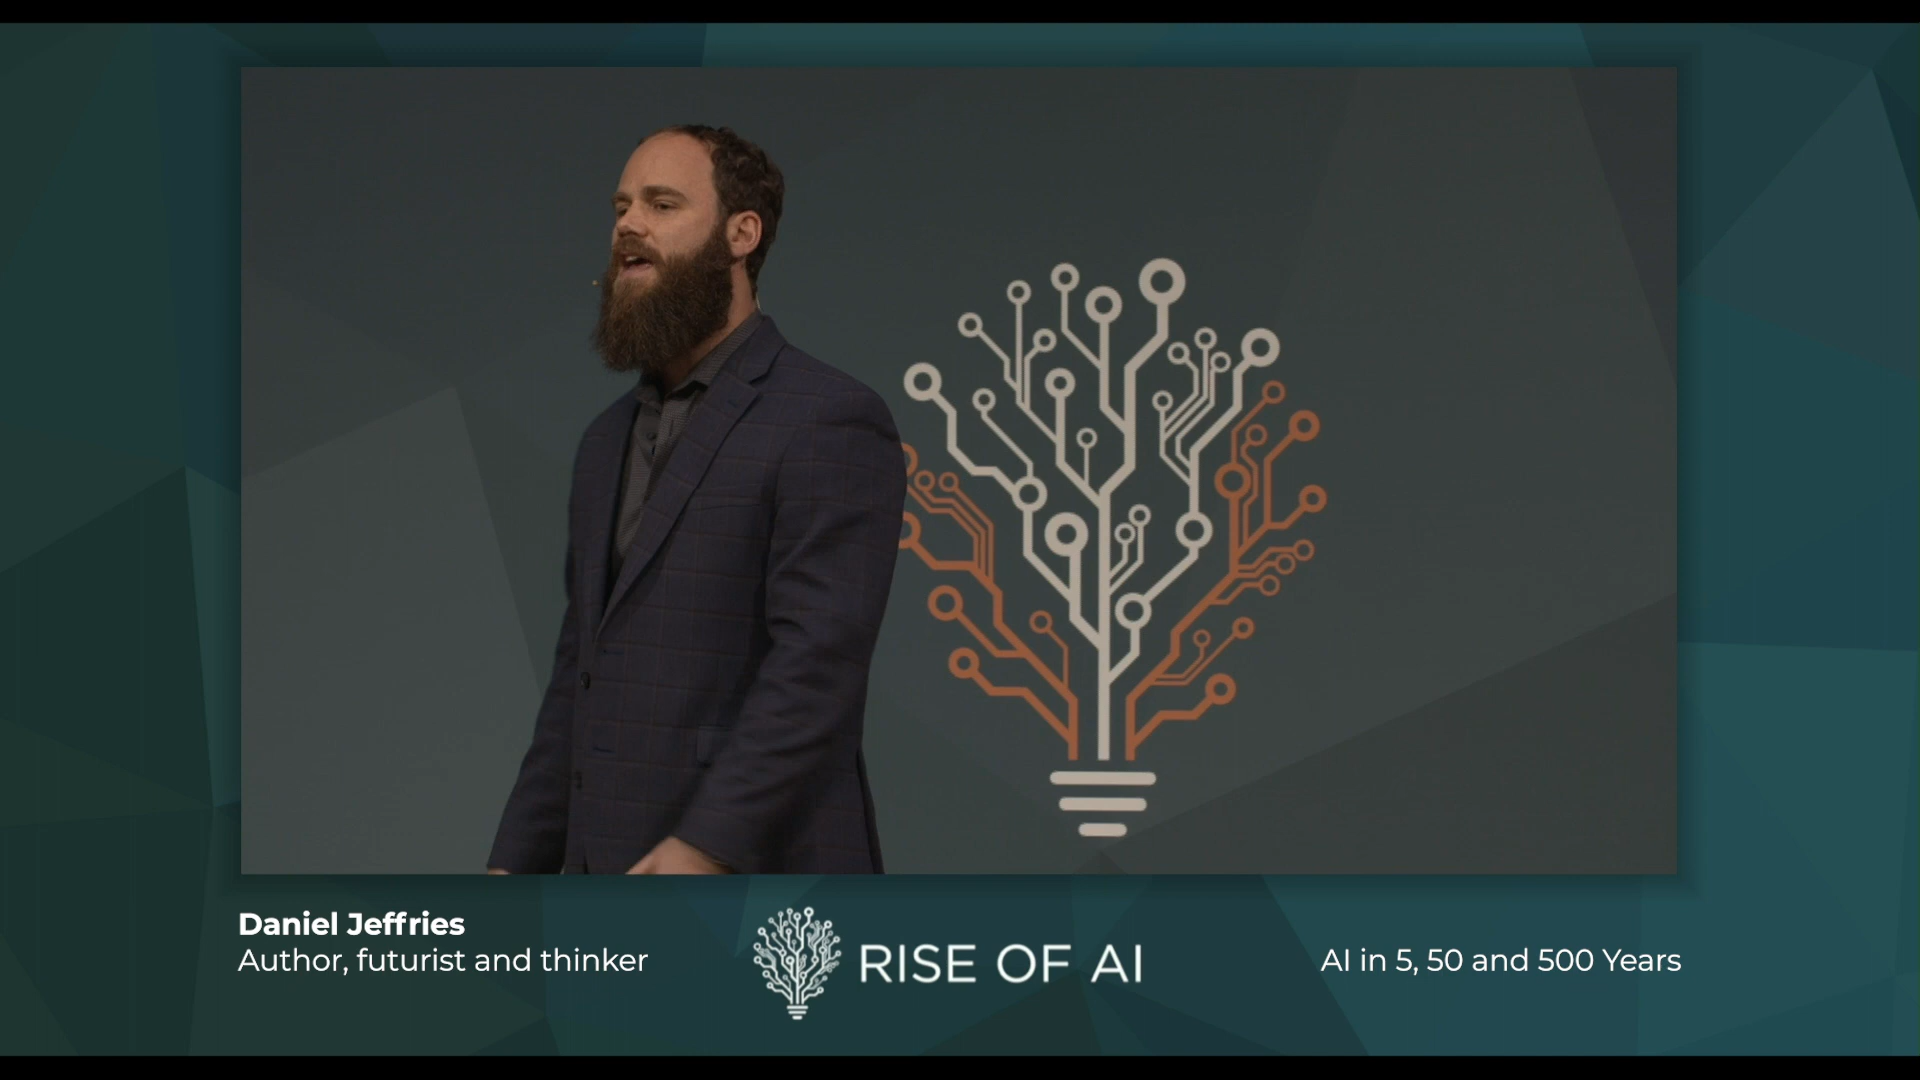 Daniel Jeffries
Author, futurist and thinker
RISE OF AI
AI in 5, 50 and 500 Years